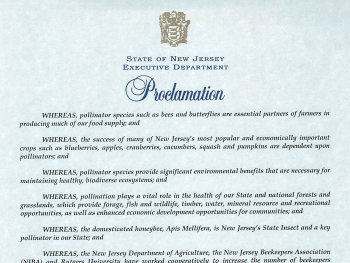 STATE OF NEW JERSEY
EXECUTIVE DEPARTMENT
Proclamation
WHEREAS, pollinator species such as bees and butterflies are essential partners of farmers in
producing much of our food supply; and
WHEREAS, the success of many of New Jersey's most popular and economically important
crops such as blueberries, apples, cranberries, cucumbers, squash and pumpkins are dependent upon
pollinators; and
WHEREAS, pollinator species provide significant environmental benefits that are necessary for
maintaining healthy, biodiverse ecosystems; and
WHEREAS, pollination plays a vital role in the health of our State and national forests and
grasslands, which provide forage, fish and wildlife, timber, water, mineral resource and recreational
opportunities, as well as enhanced economic development opportunities for communities; and
WHEREAS, the domesticated honeybee, Apis Mellifera, is New Jersey's State Insect and a key
pollinator in our State; and
WHEREAS, the New Jersey Department of Agriculture, the New Jersey Beekeepers Association
(NJBA) and Rutgers University have worked cooperatively to increase the number of beekeepers